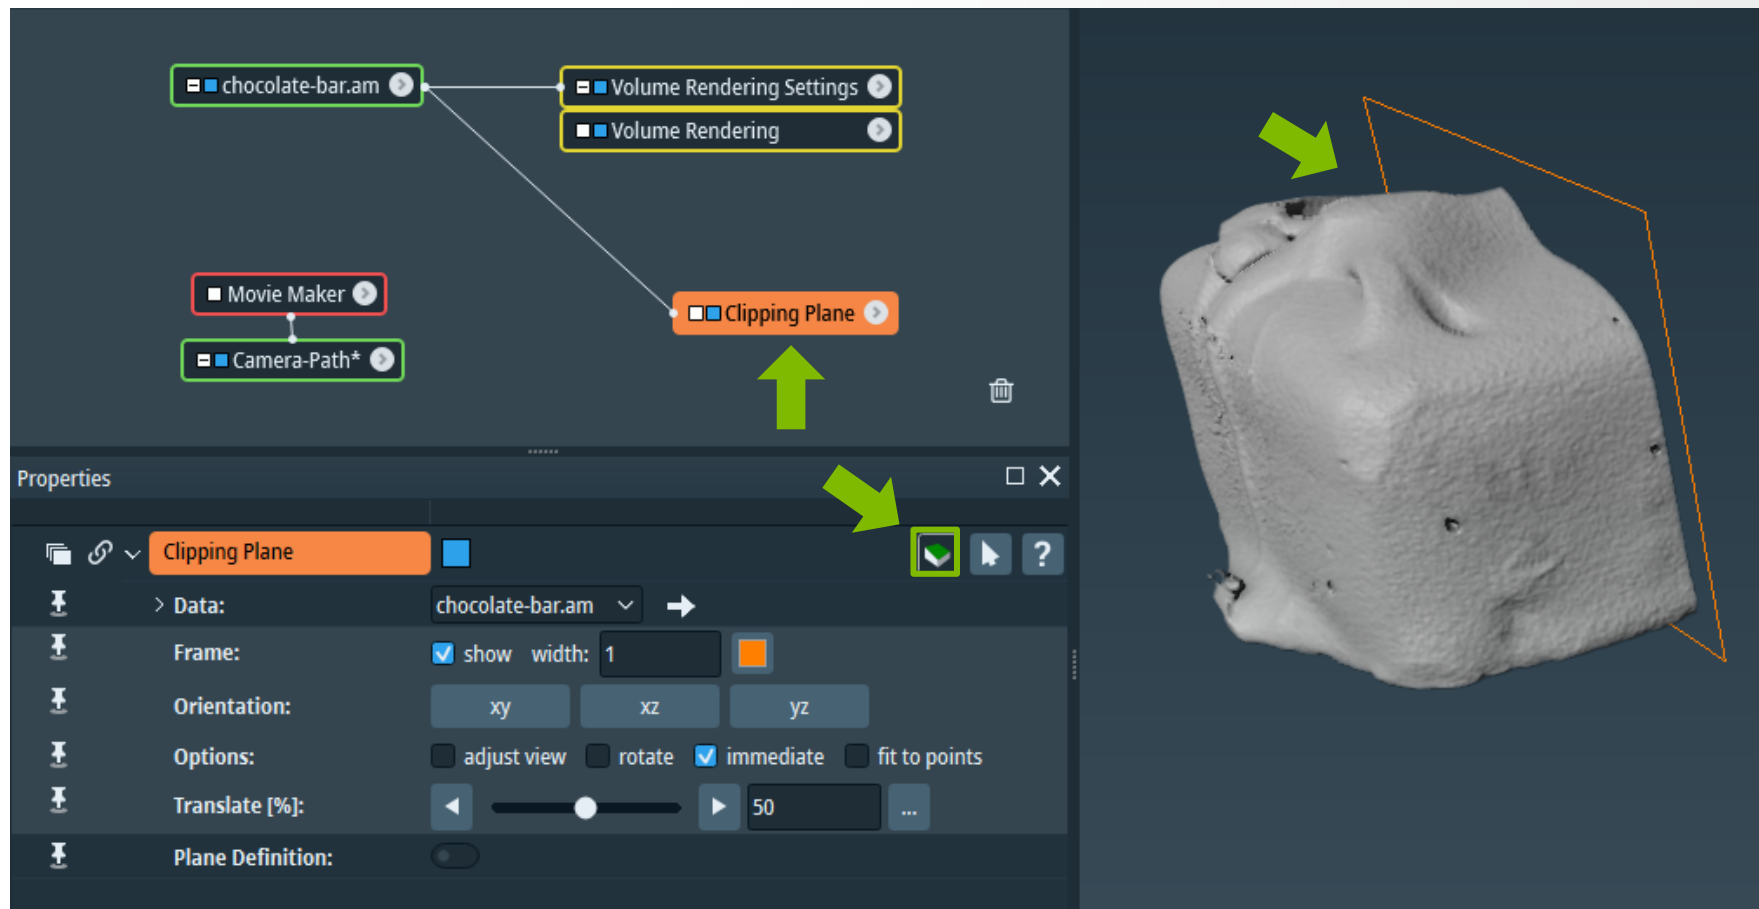 chocolate-bar.am
Volume Rendering Settings
Volume Rendering
Movie Maker
Clipping Plane
Camera-Path*
Properties
Clipping Plane
?
Data: chocolate-bar.am
Frame: show width: 1
Orientation: xy xz yz
Options: adjust view rotate immediate fit to points
Translate [%]: 50 ...
Plane Definition: